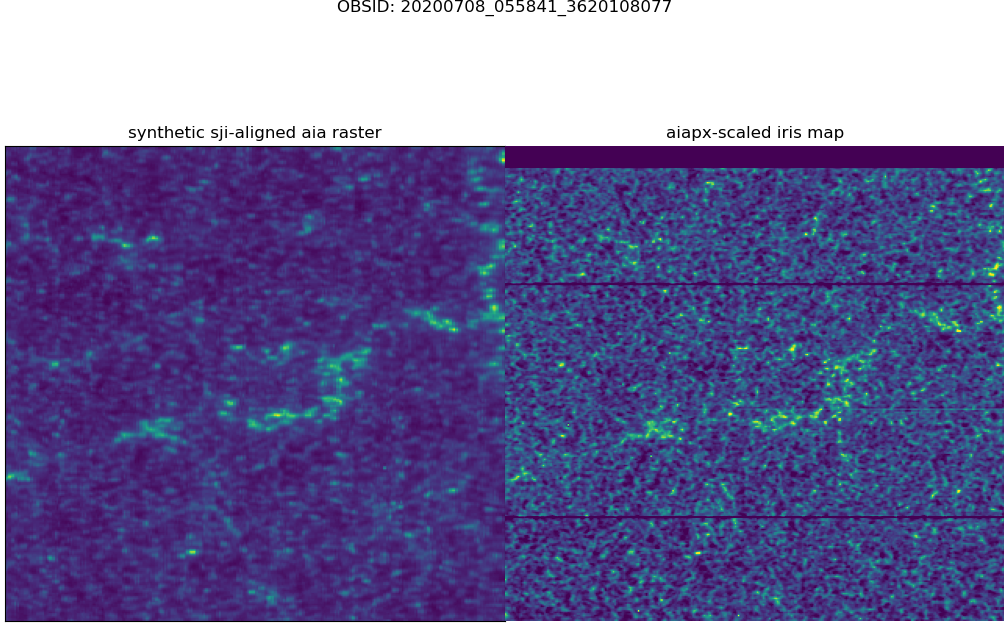 OBSID: 20200708_055841_3620108077
synthetic sji-aligned aia raster
aiapx-scaled iris map